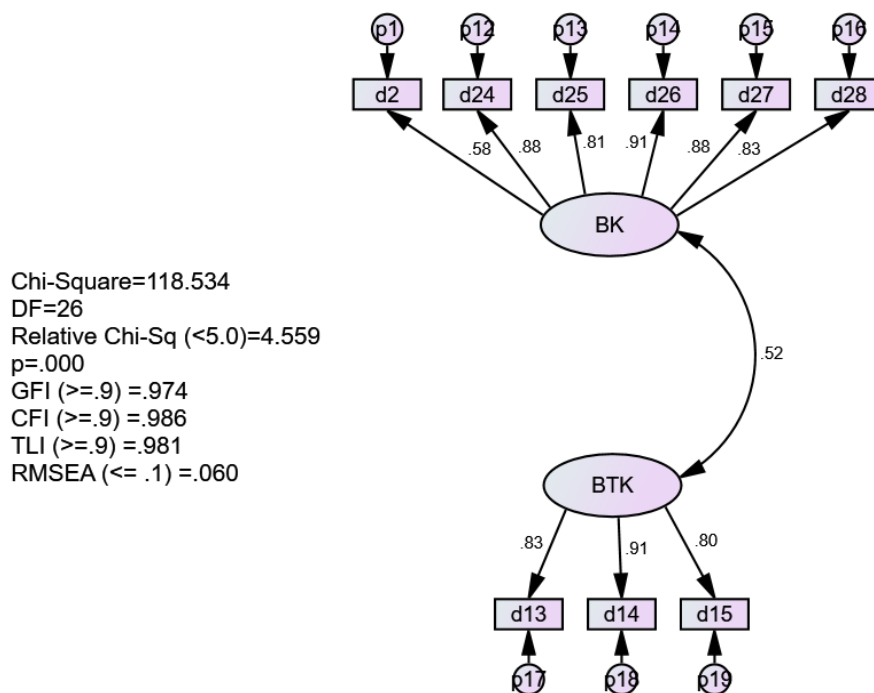 p1 p12 p13 p14 p15 p16
d2 d24 d25 d26 d27 d28
.58 .88 .81 .91 .88 .83
BK
Chi-Square=118.534
DF=26
Relative Chi-Sq (<5.0)=4.559
p=.000
GFI (>=.9) =.974
CFI (>=.9) =.986
TLI (>=.9) =.981
RMSEA (<= .1) =.060
.52
BTK
.83 .91 .80
d13 d14 d15
p17 p18 p19